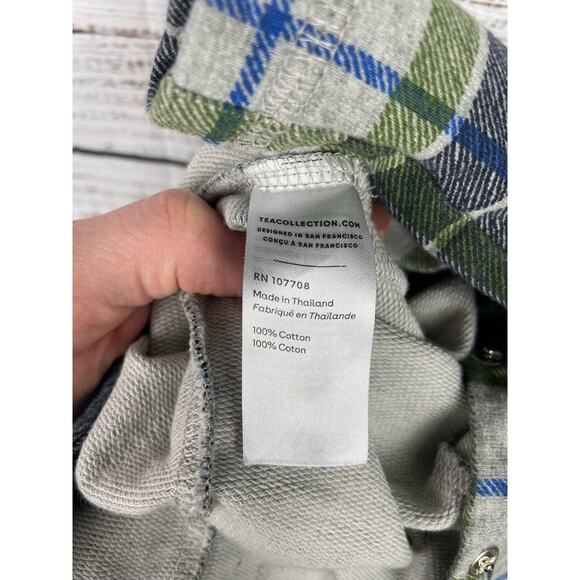 TEACOLLECTION.COM
DESIGNED IN SAN FRANCISCO
CONÇU À SAN FRANCISCO
RN 107708
Made in Thailand
Fabriqué en Thaïlande
100% Cotton
100% Coton